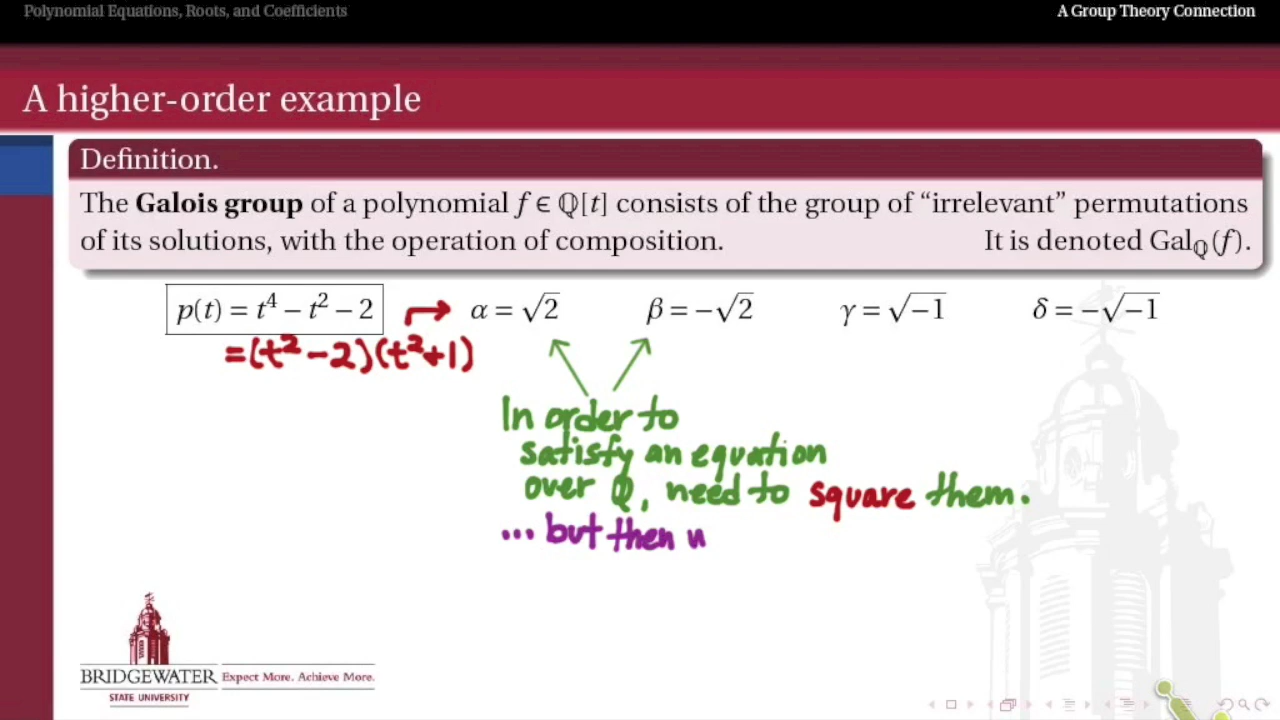 Polynomial Equations, Roots, and Coefficients
A Group Theory Connection
A higher-order example
Definition.
The Galois group of a polynomial f ∈ ℚ[t] consists of the group of “irrelevant” permutations
of its solutions, with the operation of composition. It is denoted Gal_ℚ(f).
p(t) = t⁴ − t² − 2 α = √2 β = −√2 γ = √−1 δ = −√−1
=(t²−2)(t²+1)
In order to
satisfy an equation
over Q, need to square them.
... but then
BRIDGEWATER
STATE UNIVERSITY
Expect More. Achieve More.